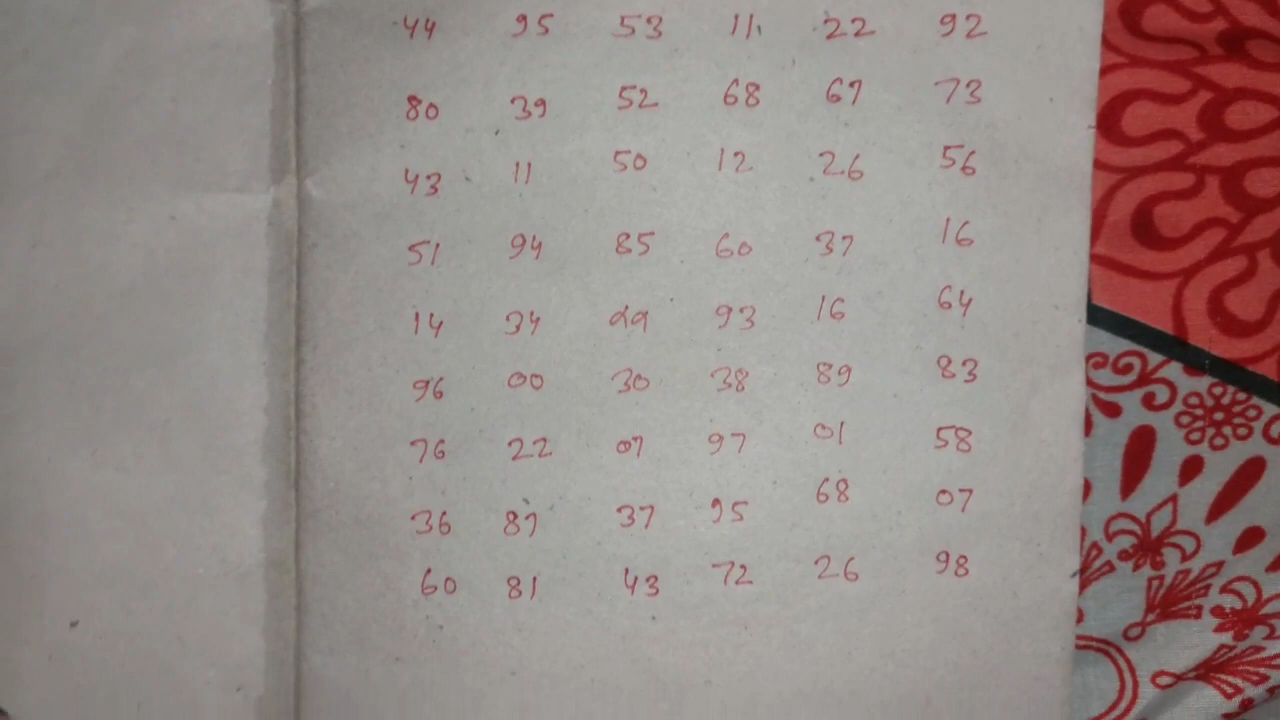 44 95 53 11 22 92
80 39 52 68 67 73
43 11 50 12 26 56
51 94 85 60 37 16
14 34 99 93 16 64
96 00 30 38 89 83
76 22 07 97 01 58
36 87 37 95 68 07
60 81 43 72 26 98